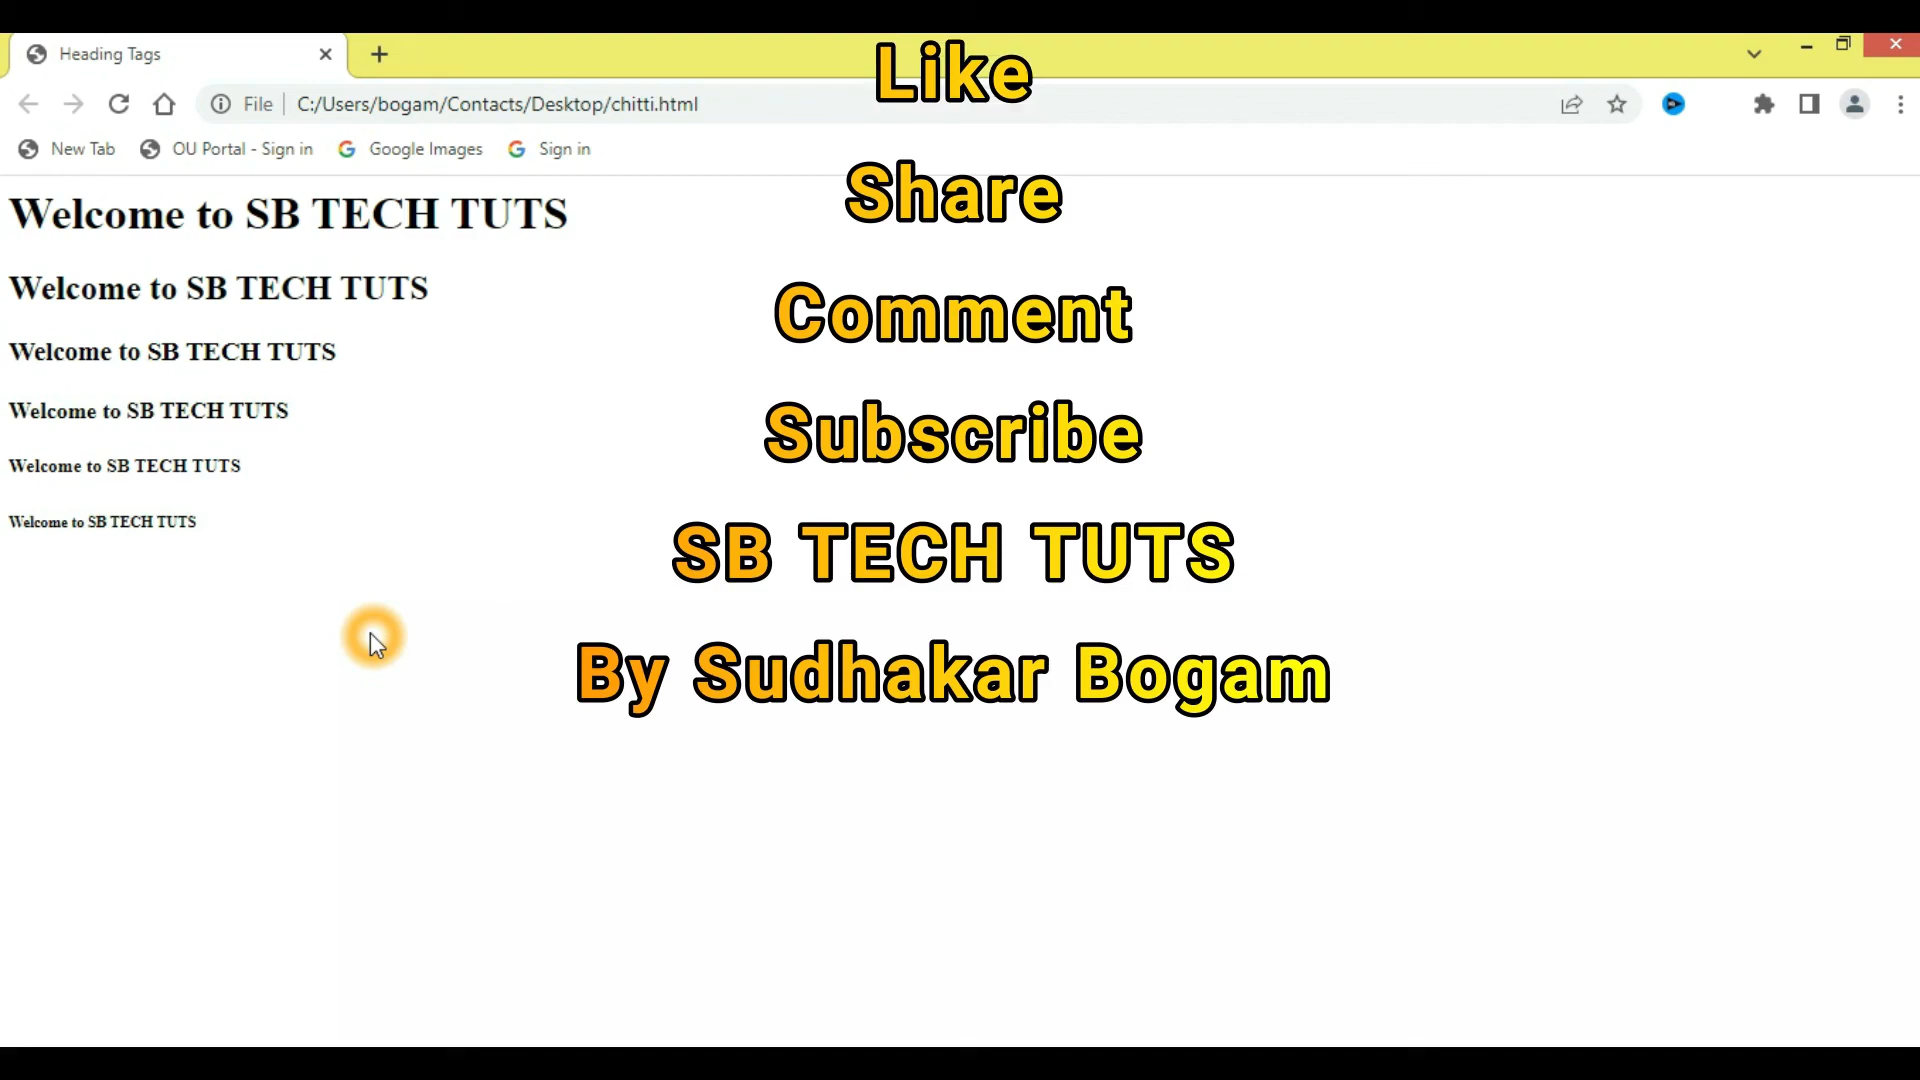 Heading Tags
File C:/Users/bogam/Contacts/Desktop/chitti.html
New Tab OU Portal - Sign in Google Images Sign in
Welcome to SB TECH TUTS
Welcome to SB TECH TUTS
Welcome to SB TECH TUTS
Welcome to SB TECH TUTS
Welcome to SB TECH TUTS
Welcome to SB TECH TUTS
Like
Share
Comment
Subscribe
SB TECH TUTS
By Sudhakar Bogam